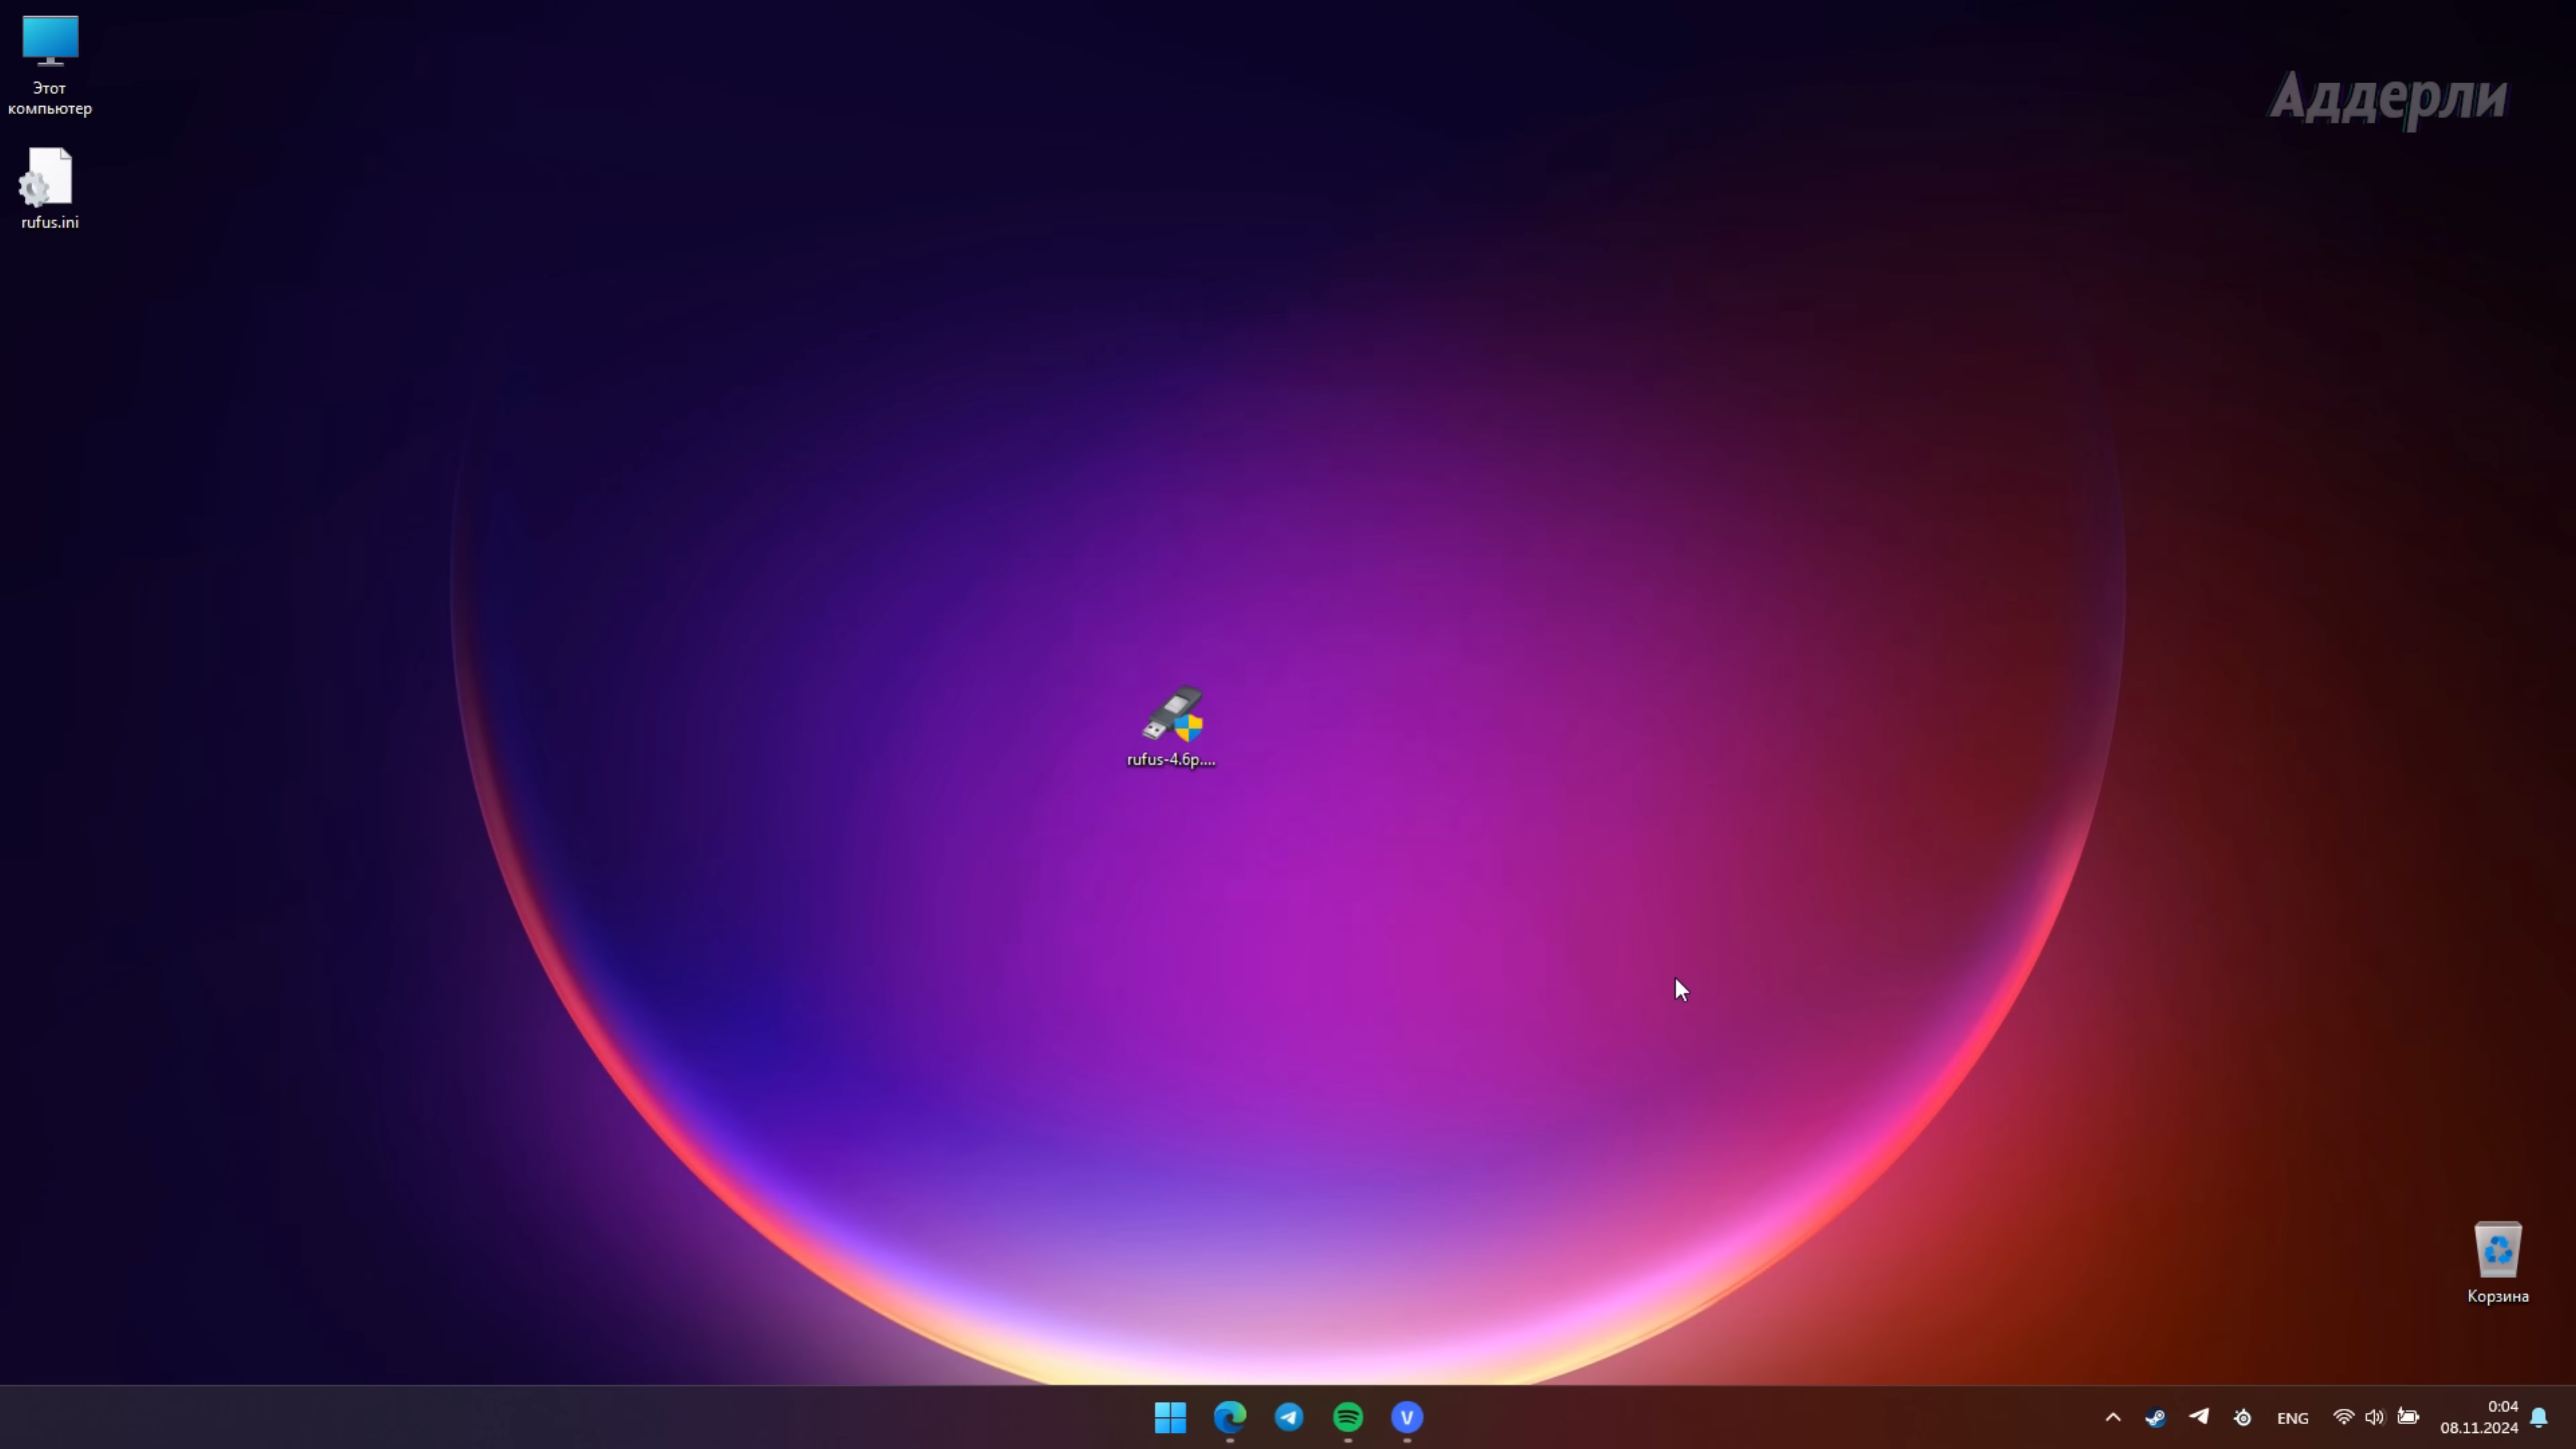 Этот
компьютер
rufus.ini
Аддерли
rufus-4.6p....
Корзина
V
ENG
0:04
08.11.2024